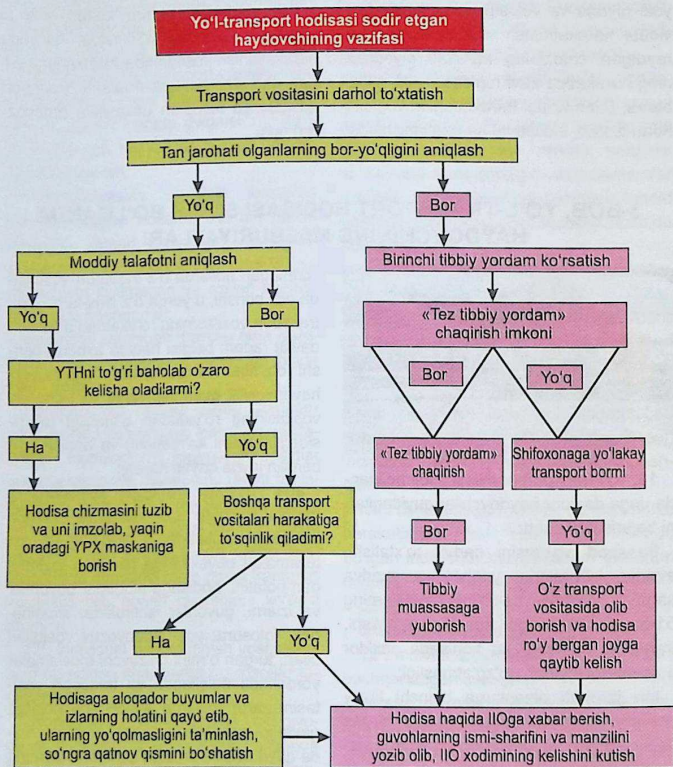 Yo‘l-transport hodisasi sodir etgan
haydovchining vazifasi
Transport vositasini darhol to‘xtatish
Tan jarohati olganlarning bor-yo‘qligini aniqlash
Yo‘q
Bor
Moddiy talafotni aniqlash
Birinchi tibbiy yordam ko‘rsatish
Yo‘q
Bor
«Tez tibbiy yordam»
chaqirish imkoni
YTHni to‘g‘ri baholab o‘zaro
kelisha oladilarmi?
Bor
Yo‘q
Ha
Yo‘q
«Tez tibbiy yordam»
chaqirish
Shifoxonaga yo‘lakay
transport bormi
Hodisa chizmasini tuzib
va uni imzolab, yaqin
oradagi YPX maskaniga
borish
Boshqa transport
vositalari harakatiga
to‘sqinlik qiladimi?
Bor
Yo‘q
Tibbiy
muassasaga
yuborish
O‘z transport
vositasida olib
borish va hodisa
ro‘y bergan joyga
qaytib kelish
Ha
Yo‘q
Hodisaga aloqador buyumlar va
izlarning holatini qayd etib,
ularning yo‘qolmasligini ta’minlash,
so‘ngra qatnov qismini bo‘shatish
Hodisa haqida IIOga xabar berish,
guvohlarning ismi-sharifini va manzilini
yozib olib, IIO xodimining kelishini kutish